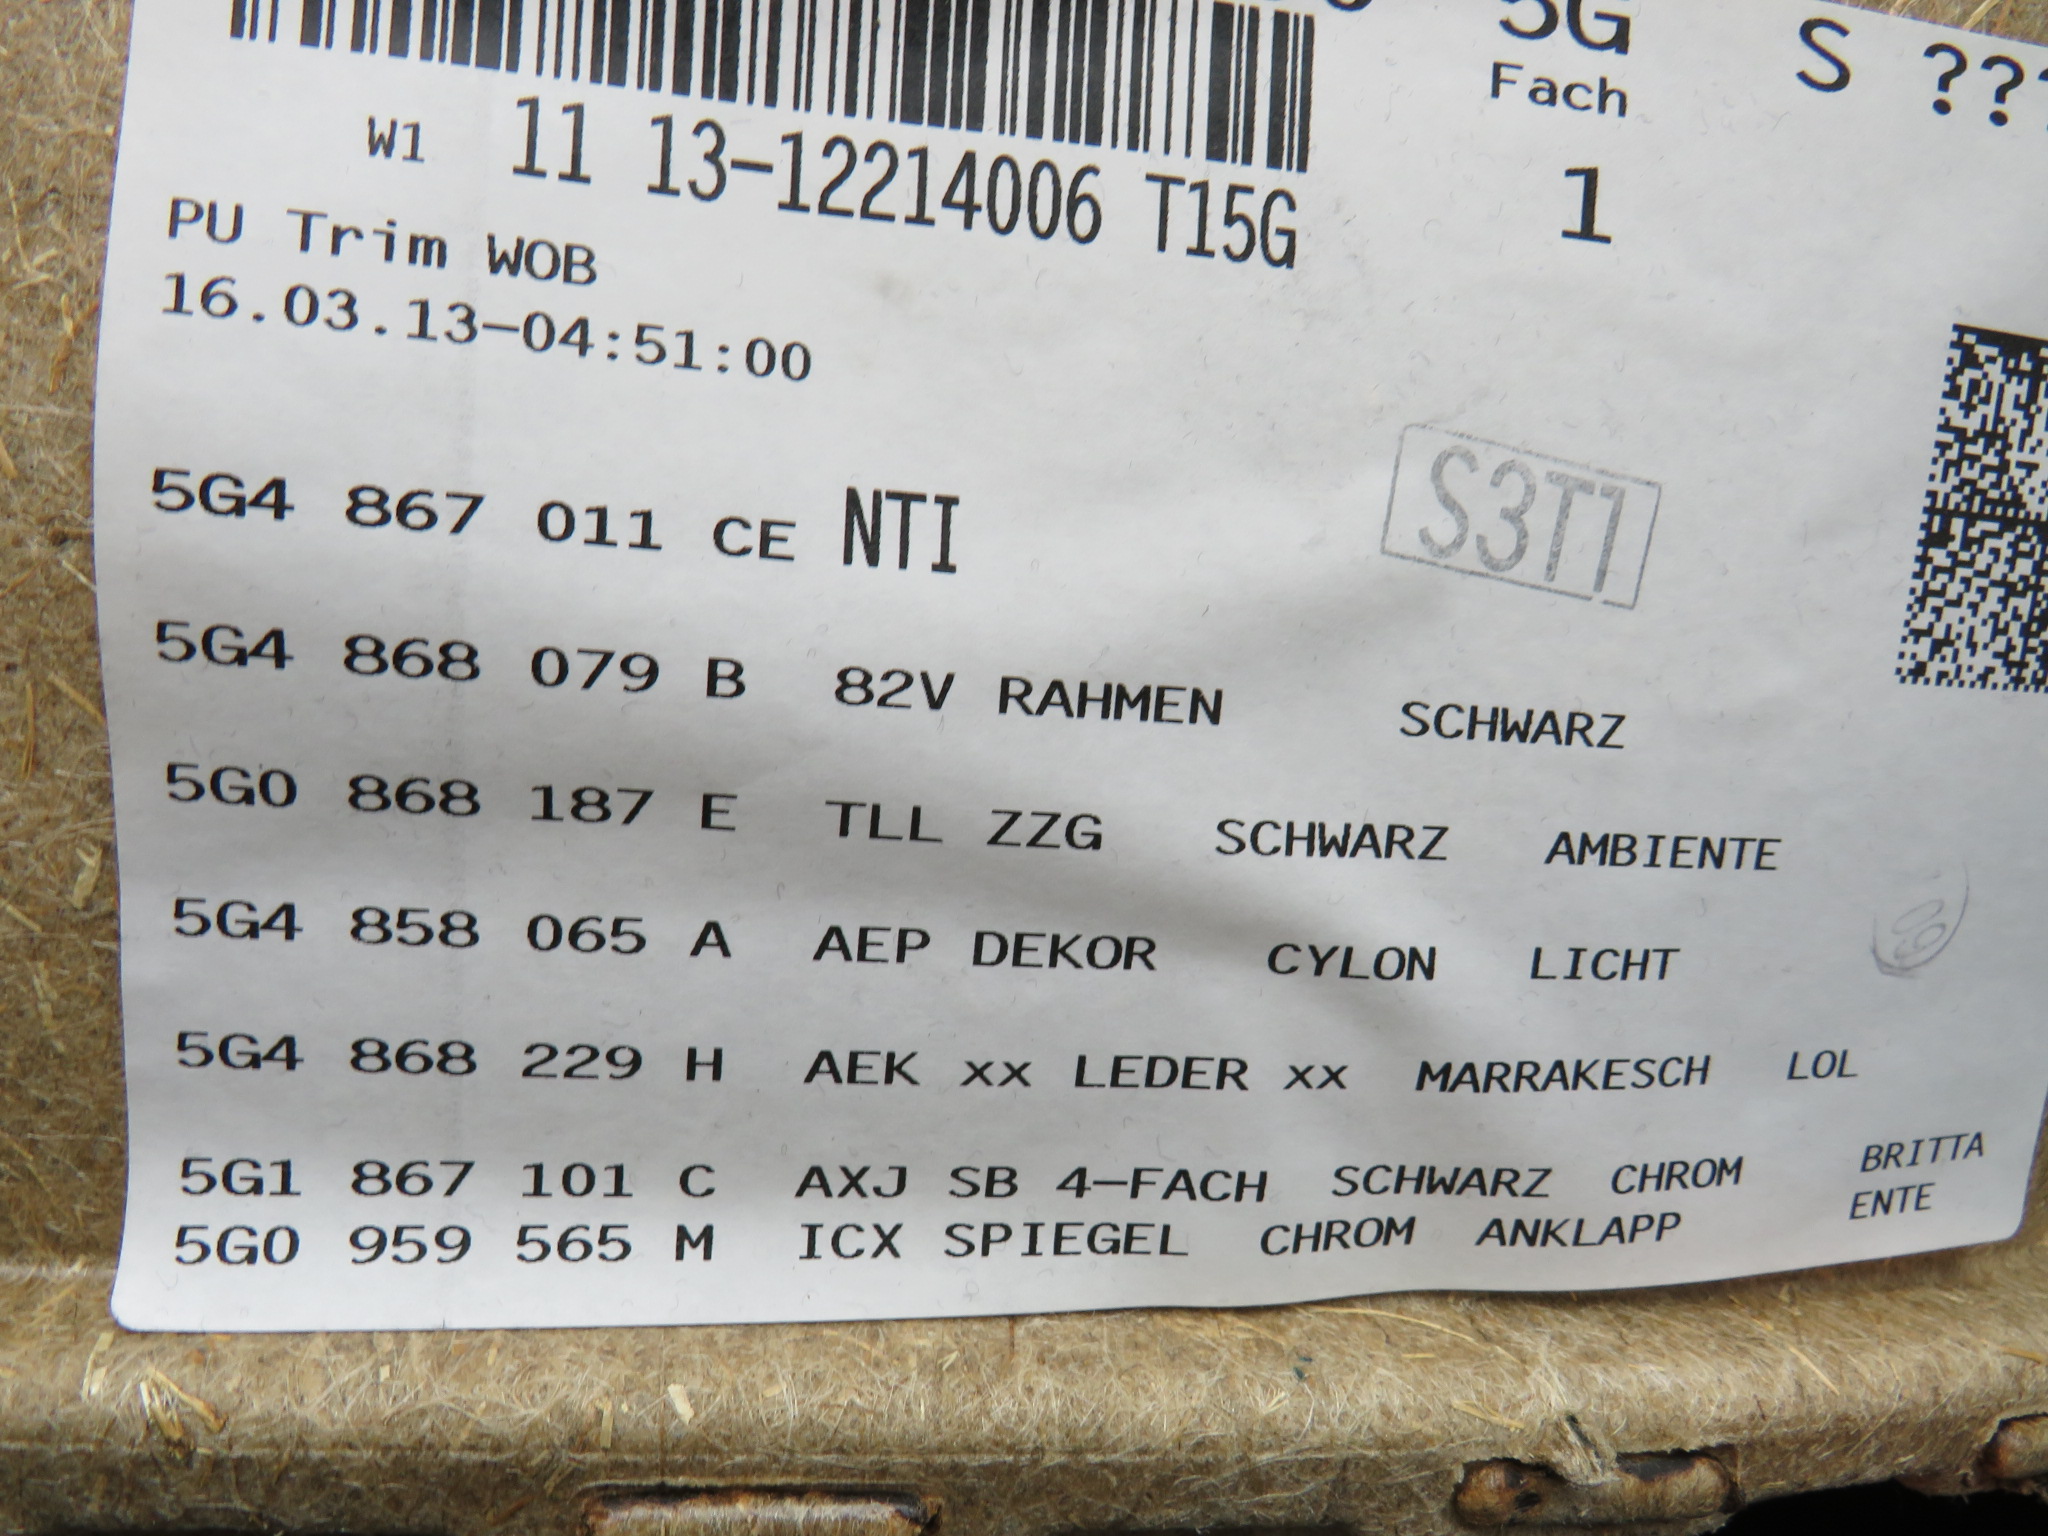 5G S ??
Fach
1
W1 11 13-12214006 T15G
PU Trim WOB
16.03.13-04:51:00
S3T1
5G4 867 011 CE NTI
5G4 868 079 B 82V RAHMEN SCHWARZ
5G0 868 187 E TLL ZZG SCHWARZ AMBIENTE
5G4 858 065 A AEP DEKOR CYLON LICHT
5G4 868 229 H AEK xx LEDER xx MARRAKESCH LOL
5G1 867 101 C AXJ SB 4-FACH SCHWARZ CHROM BRITTA
5G0 959 565 M ICX SPIEGEL CHROM ANKLAPP ENTE